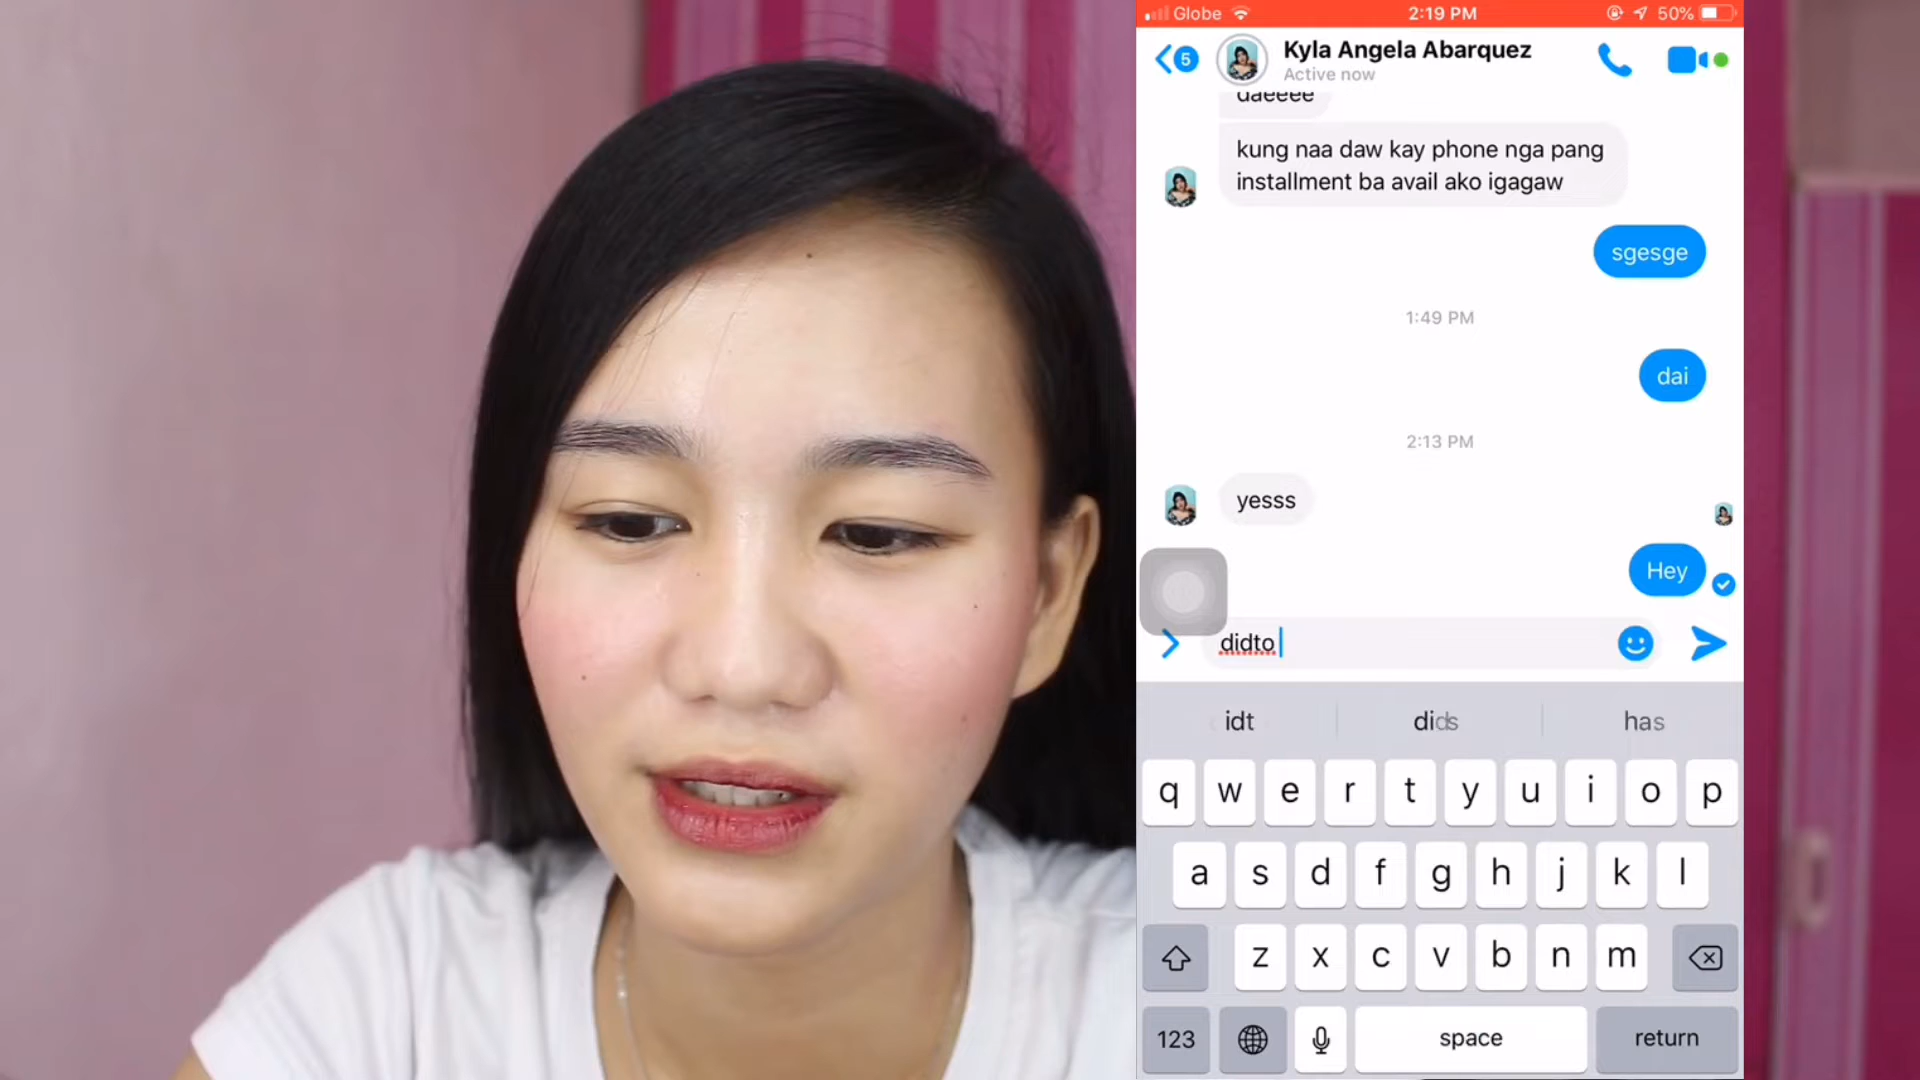 Globe 2:19 PM 50%
5 Kyla Angela Abarquez
Active now
daeeee
kung naa daw kay phone nga pang
installment ba avail ako igagaw
sgesge
1:49 PM
dai
2:13 PM
yesss
Hey
didto
idt dids has
q w e r t y u i o p
a s d f g h j k l
z x c v b n m
123 space return